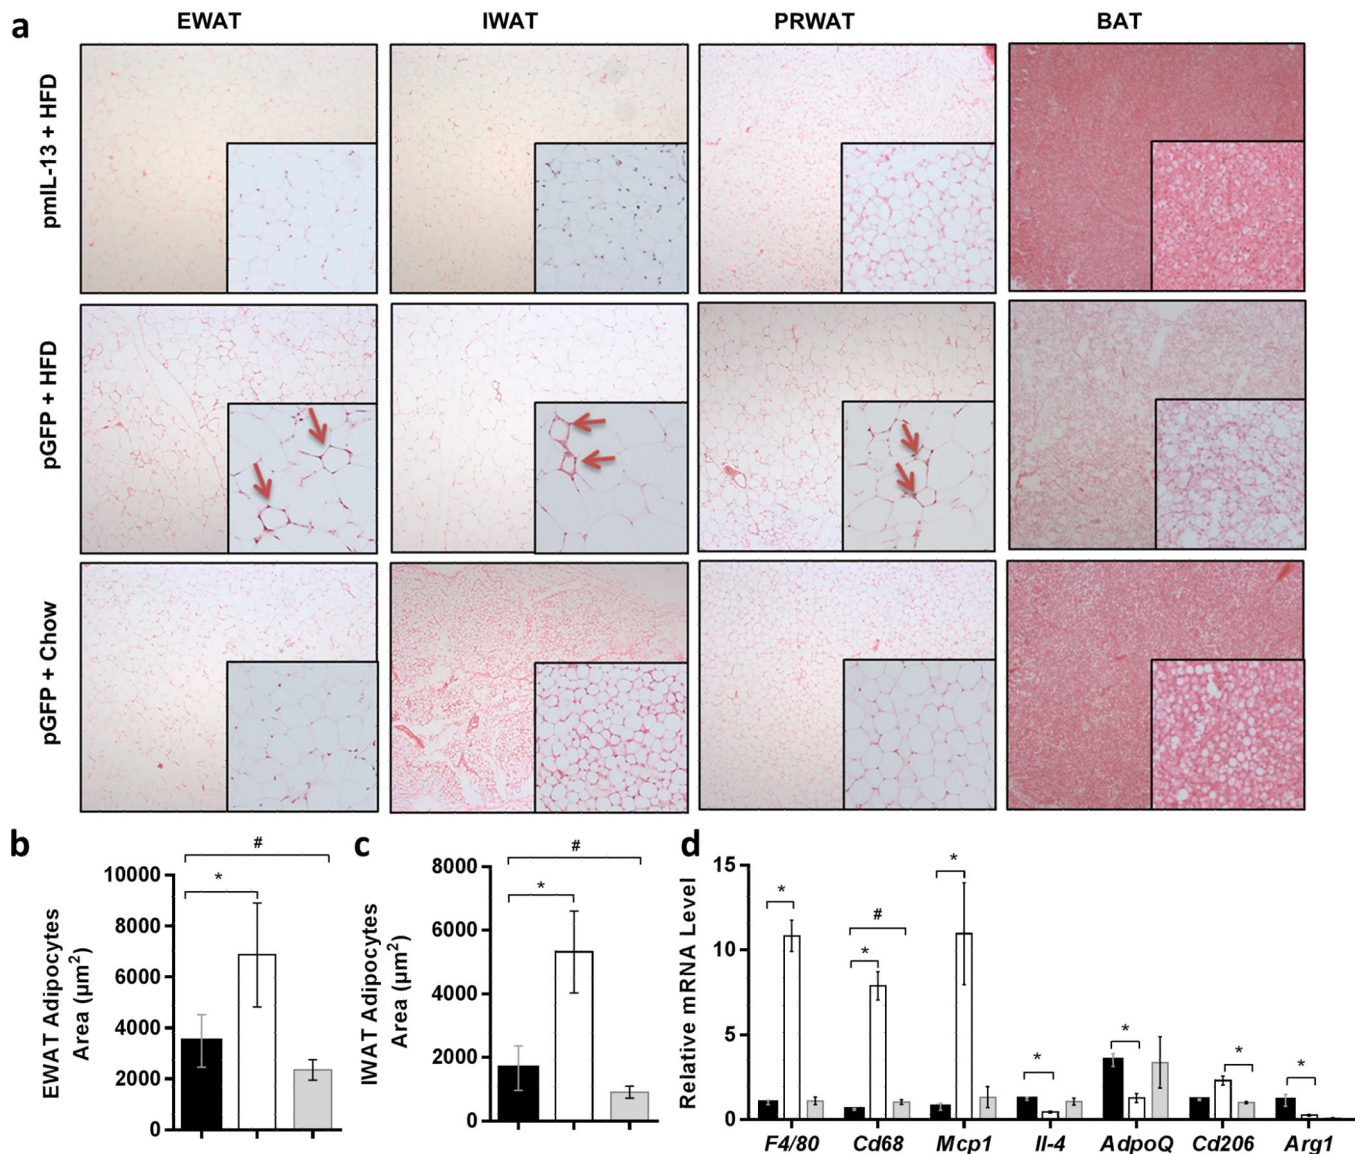 a
EWAT
IWAT
PRWAT
BAT
pmIL-13 + HFD
pGFP + HFD
pGFP + Chow
b
EWAT Adipocytes
Area (µm²)
10000
8000
6000
4000
2000
0
*
#
c
IWAT Adipocytes
Area (µm²)
8000
6000
4000
2000
0
*
#
d
Relative mRNA Level
15
10
5
0
*
#
*
*
*
*
*
*
F4/80
Cd68
Mcp1
Il-4
AdpoQ
Cd206
Arg1